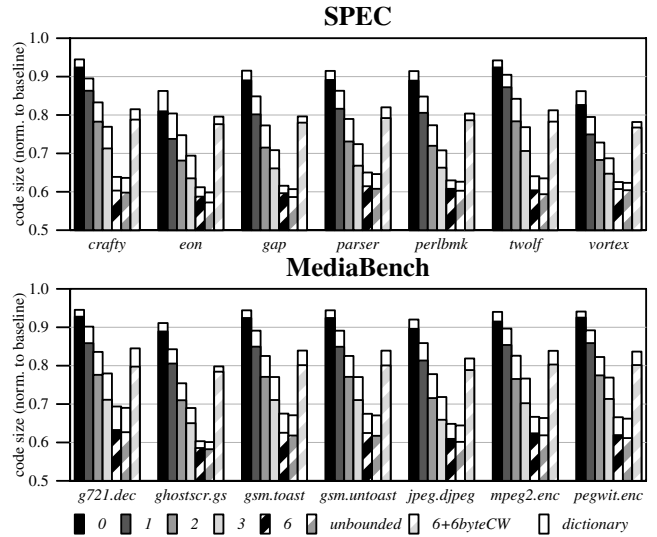 SPEC
code size (norm. to baseline)
1.0
0.9
0.8
0.7
0.6
0.5
crafty eon gap parser perlbmk twolf vortex
MediaBench
code size (norm. to baseline)
1.0
0.9
0.8
0.7
0.6
0.5
g721.dec ghostscr.gs gsm.toast gsm.untoast jpeg.djpeg mpeg2.enc pegwit.enc
0 1 2 3 6 unbounded 6+6byteCW dictionary